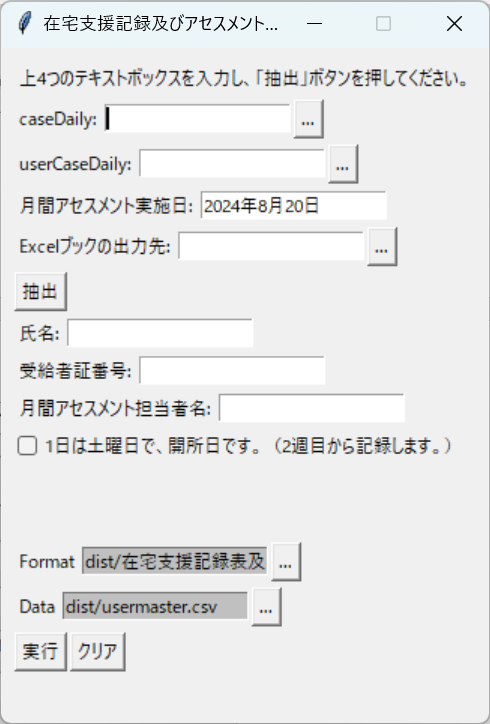 在宅支援記録及びアセスメント...
上4つのテキストボックスを入力し、「抽出」ボタンを押してください。
caseDaily: ...
userCaseDaily: ...
月間アセスメント実施日: 2024年8月20日
Excelブックの出力先: ...
抽出
氏名:
受給者証番号:
月間アセスメント担当者名:
1日は土曜日で、開所日です。（2週目から記録します。）
Format dist/在宅支援記録表及 ...
Data dist/usermaster.csv ...
実行 クリア